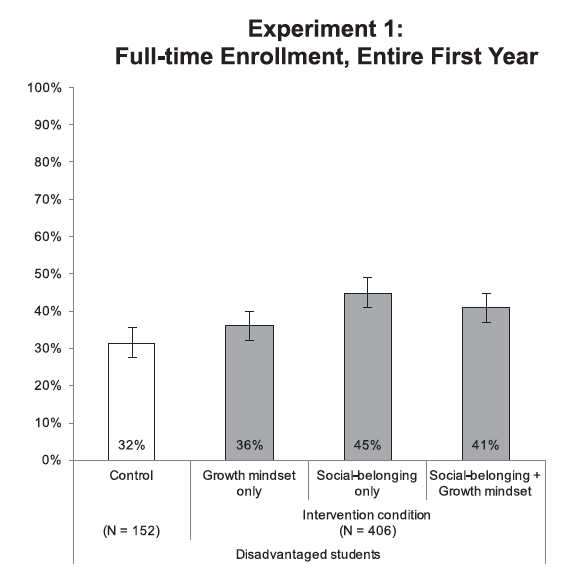 Experiment 1:
Full-time Enrollment, Entire First Year
100%
90%
80%
70%
60%
50%
40%
30%
20%
10%
0%
32%
36%
45%
41%
Control
Growth mindset
only
Social-belonging
only
Social-belonging +
Growth mindset
Intervention condition
(N = 152)
(N = 406)
Disadvantaged students